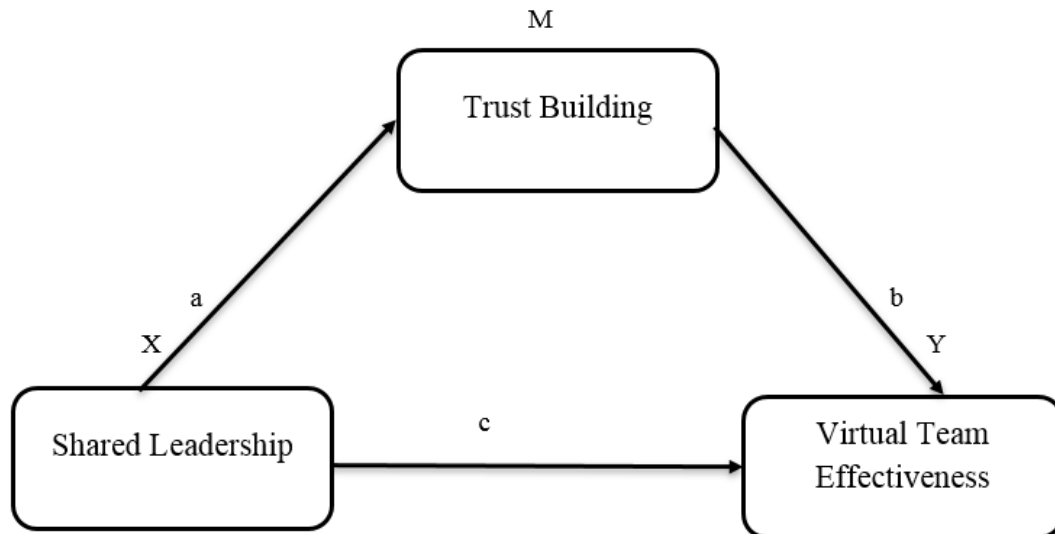 M
Trust Building
a
b
X
Y
Shared Leadership
c
Virtual Team
Effectiveness